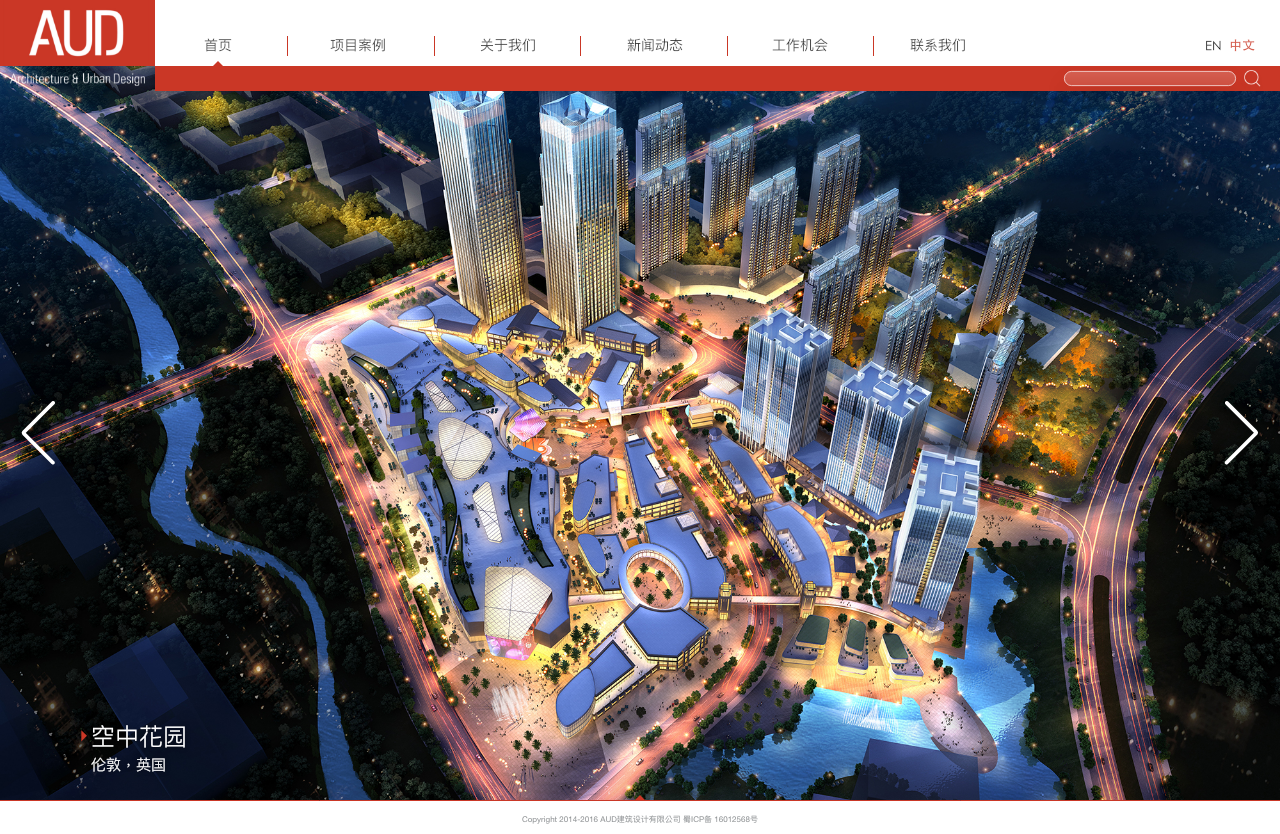 AUD
Architecture & Urban Design
首页
项目案例
关于我们
新闻动态
工作机会
联系我们
EN 中文
空中花园
伦敦，英国
Copyright 2014-2016 AUD建筑设计有限公司 蜀ICP备 16012568号